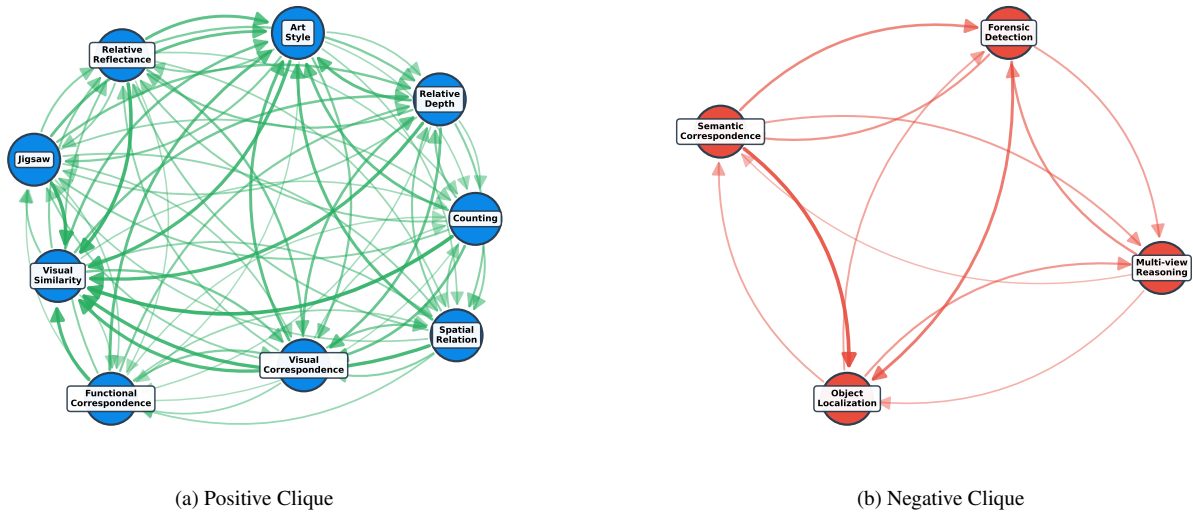 Art
Style
Relative
Reflectance
Relative
Depth
Jigsaw
Counting
Visual
Similarity
Spatial
Relation
Visual
Correspondence
Functional
Correspondence
(a) Positive Clique
Forensic
Detection
Semantic
Correspondence
Multi-view
Reasoning
Object
Localization
(b) Negative Clique